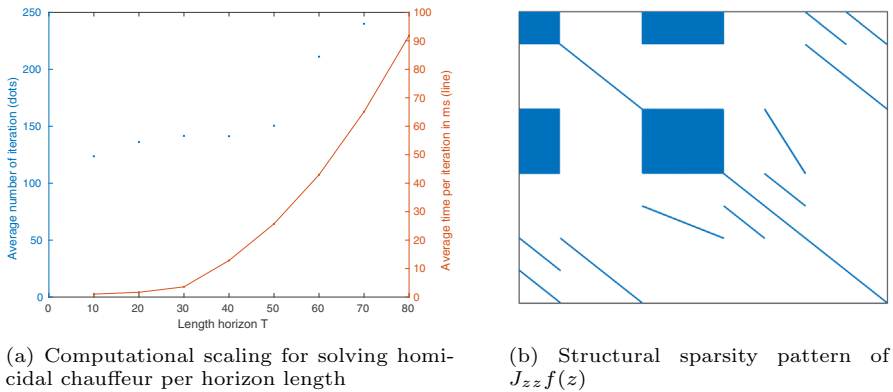 250
200
150
100
50
0
Average number of iteration (dots)
100
90
80
70
60
50
40
30
20
10
0
Average time per iteration in ms (line)
0 10 20 30 40 50 60 70 80
Length horizon T
(a) Computational scaling for solving homi-
cidal chauffeur per horizon length
(b) Structural sparsity pattern of
J_{zz}f(z)